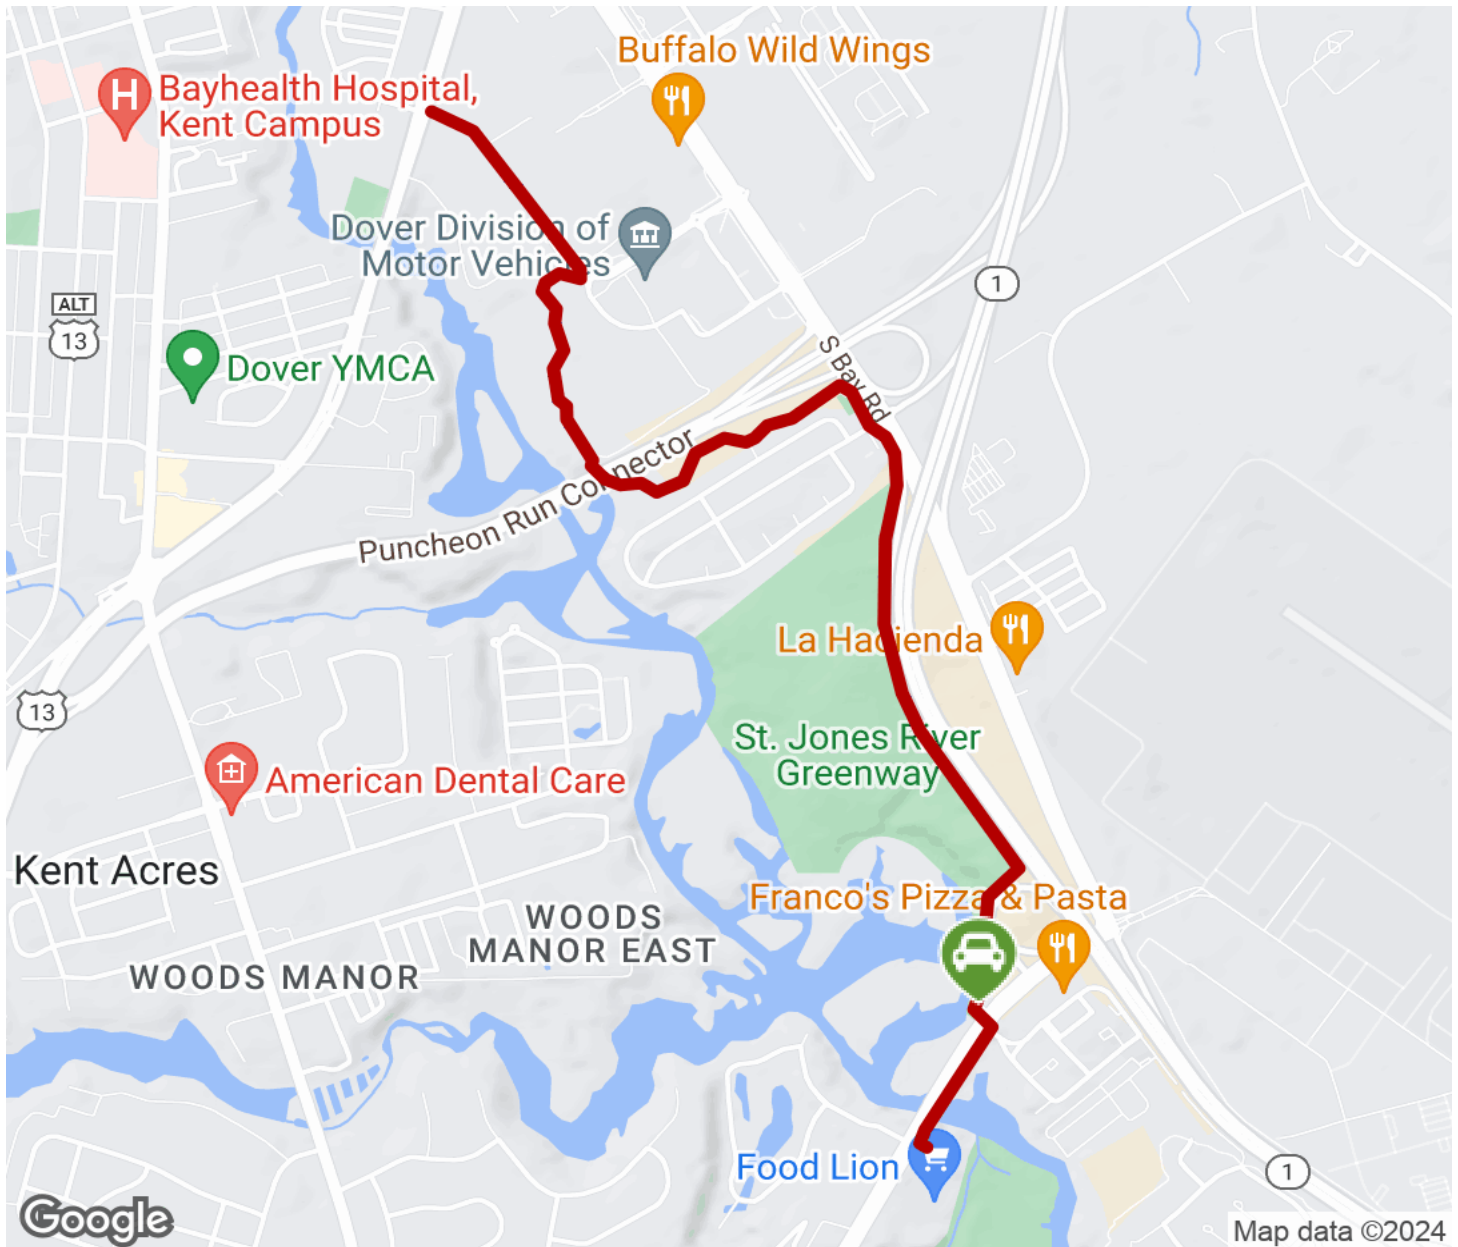 Buffalo Wild Wings
H
Bayhealth Hospital,
Kent Campus
Dover Division of
Motor Vehicles
1
ALT
13
S Bay Rd
Dover YMCA
Puncheon Run Connector
La Hacienda
13
St. Jones River
Greenway
American Dental Care
Kent Acres
Franco's Pizza & Pasta
WOODS
MANOR EAST
WOODS MANOR
Food Lion
1
Google
Map data ©2024